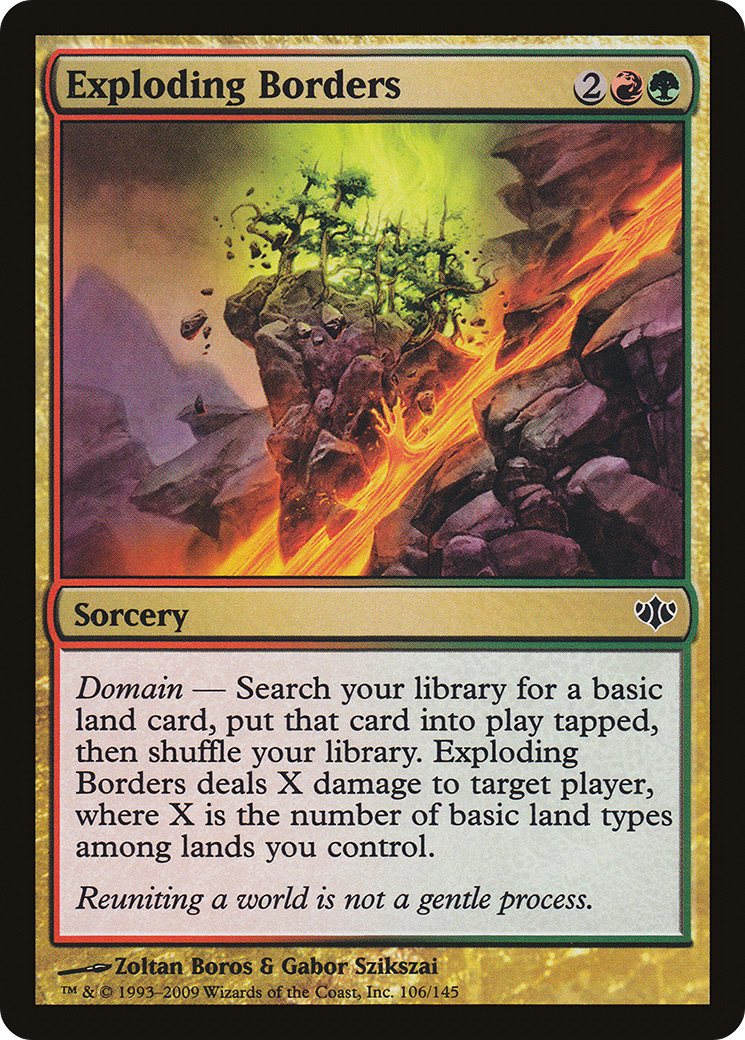 Exploding Borders 2
Sorcery
Domain — Search your library for a basic
land card, put that card into play tapped,
then shuffle your library. Exploding
Borders deals X damage to target player,
where X is the number of basic land types
among lands you control.
Reuniting a world is not a gentle process.
Zoltan Boros & Gabor Szikszai
™ & © 1993–2009 Wizards of the Coast, Inc. 106/145